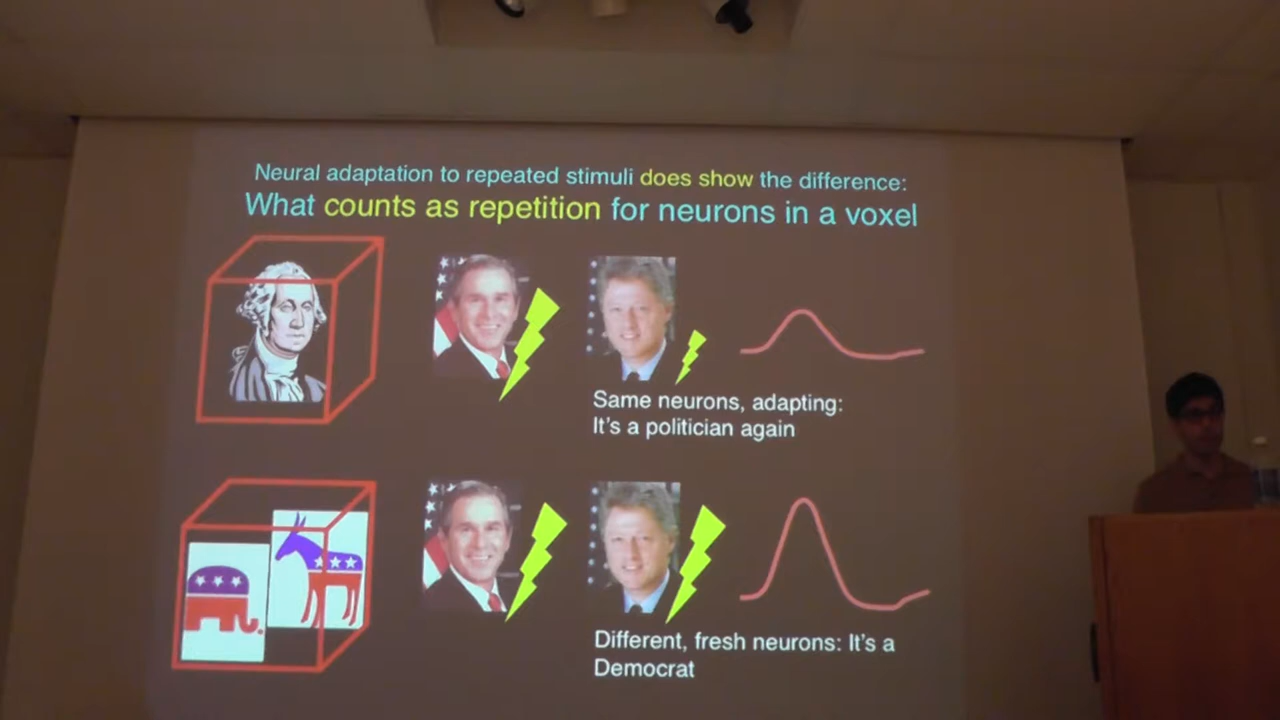 Neural adaptation to repeated stimuli does show the difference:
What counts as repetition for neurons in a voxel
Same neurons, adapting:
It's a politician again
Different, fresh neurons: It's a
Democrat